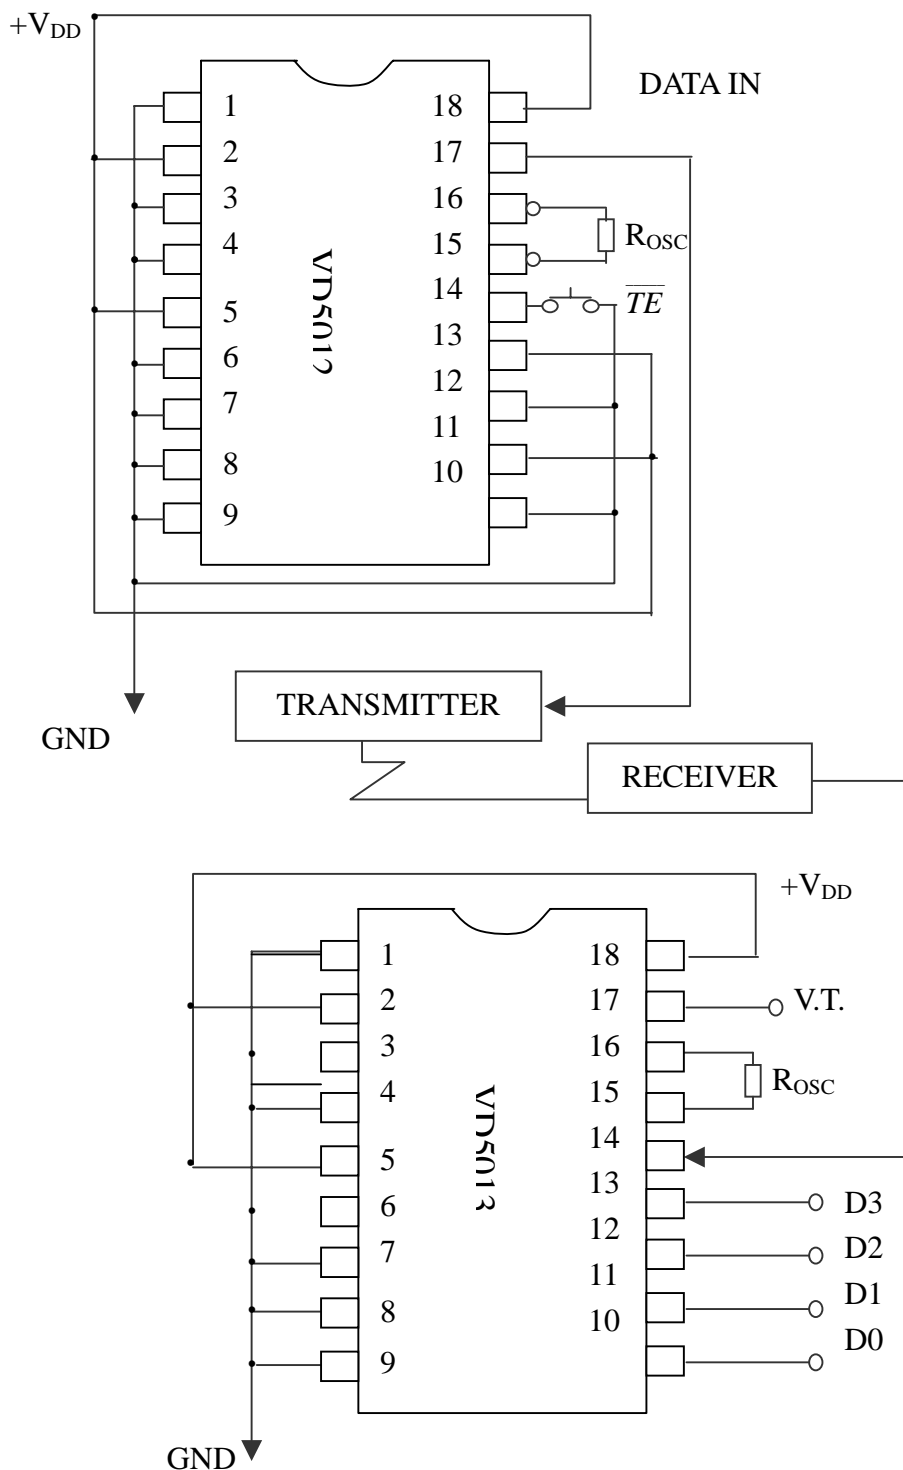 +VDD
DATA IN
1 18
2 17
3 16
4 15
5 14
6 13
7 12
8 11
9 10
VD5012
ROSC
TE
TRANSMITTER
GND
RECEIVER
+VDD
1 18
2 17
3 16
4 15
5 14
6 13
7 12
8 11
9 10
VD5013
V.T.
ROSC
D3
D2
D1
D0
GND